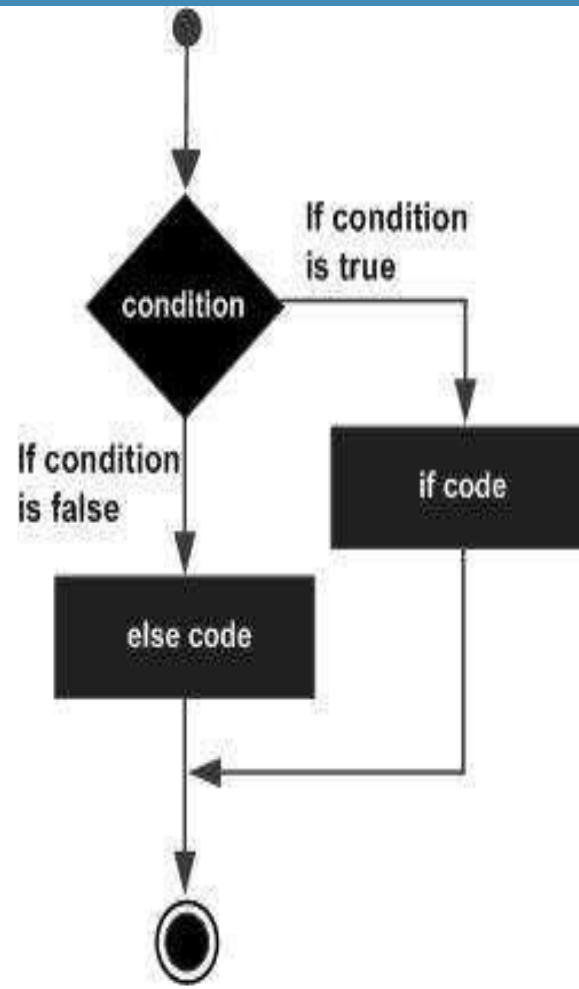 If condition
is true
condition
If condition
is false
if code
else code